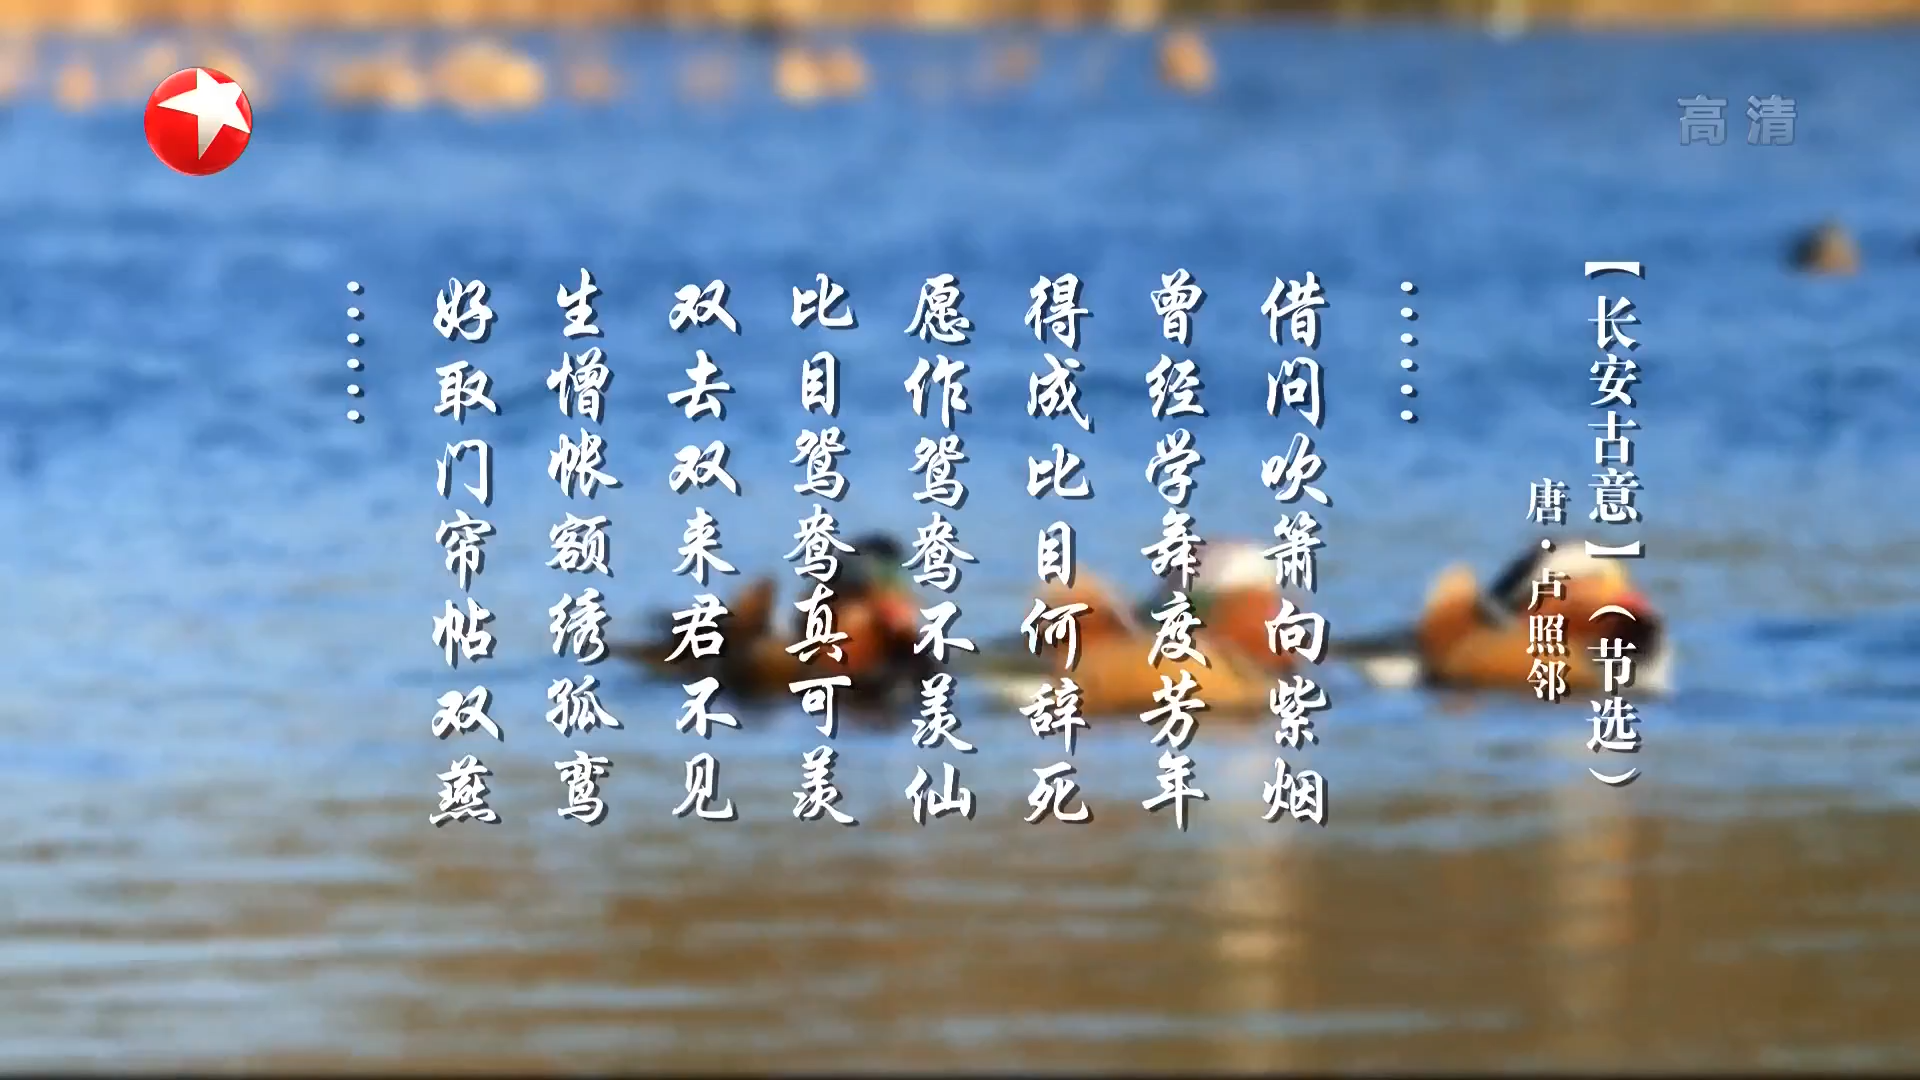 高清
【长安古意】（节选）
唐·卢照邻
······
借问吹箫向紫烟
曾经学舞度芳年
得成比目何辞死
愿作鸳鸯不羡仙
比目鸳鸯真可羡
双去双来君不见
生憎帐额绣孤鸾
好取门帘帖双燕
······